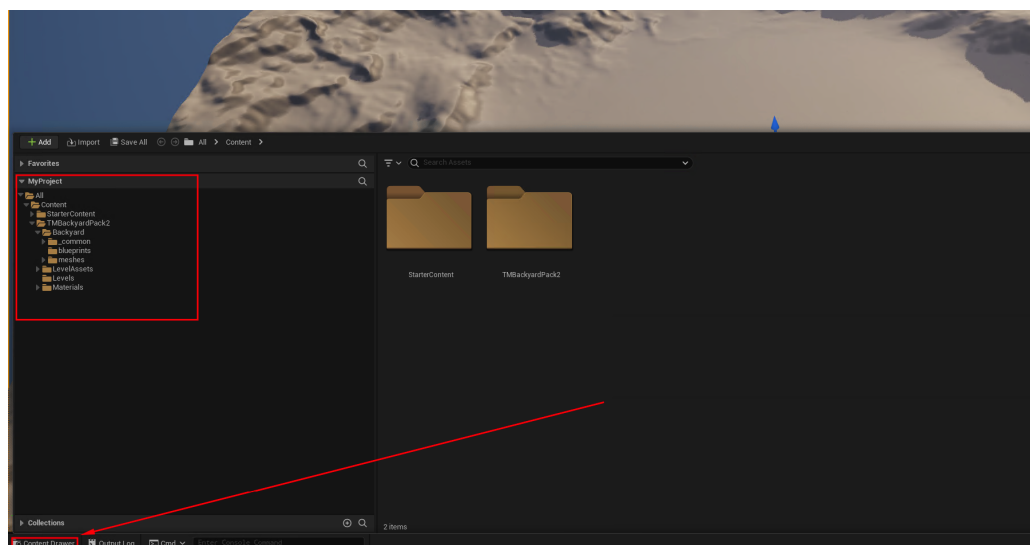 + Add Import Save All All > Content >
Favorites
Search Assets
MyProject
All
Content
StarterContent
TMBackyardPack2
Backyard
_common
blueprints
meshes
LevelAssets
Levels
Materials
StarterContent TMBackyardPack2
Collections
2 items
Content Drawer Output Log Cmd Enter Console Command